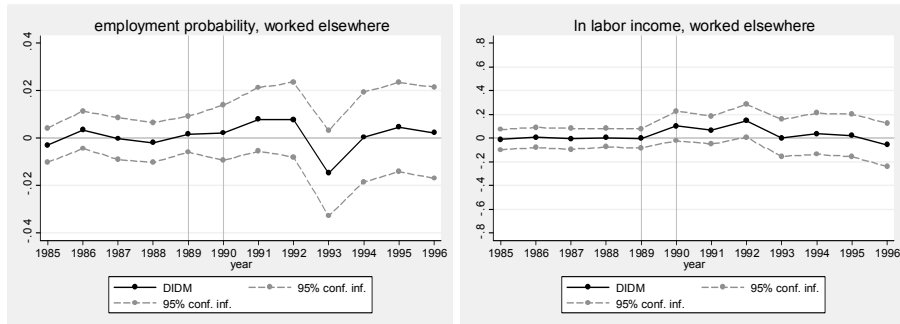 employment probability, worked elsewhere
.04
.02
0
-.02
-.04
1985 1986 1987 1988 1989 1990 1991 1992 1993 1994 1995 1996
year
DIDM
95% conf. inf.
95% conf. inf.
ln labor income, worked elsewhere
.8
.6
.4
.2
0
-.2
-.4
-.6
-.8
1985 1986 1987 1988 1989 1990 1991 1992 1993 1994 1995 1996
year
DIDM
95% conf. inf.
95% conf. inf.